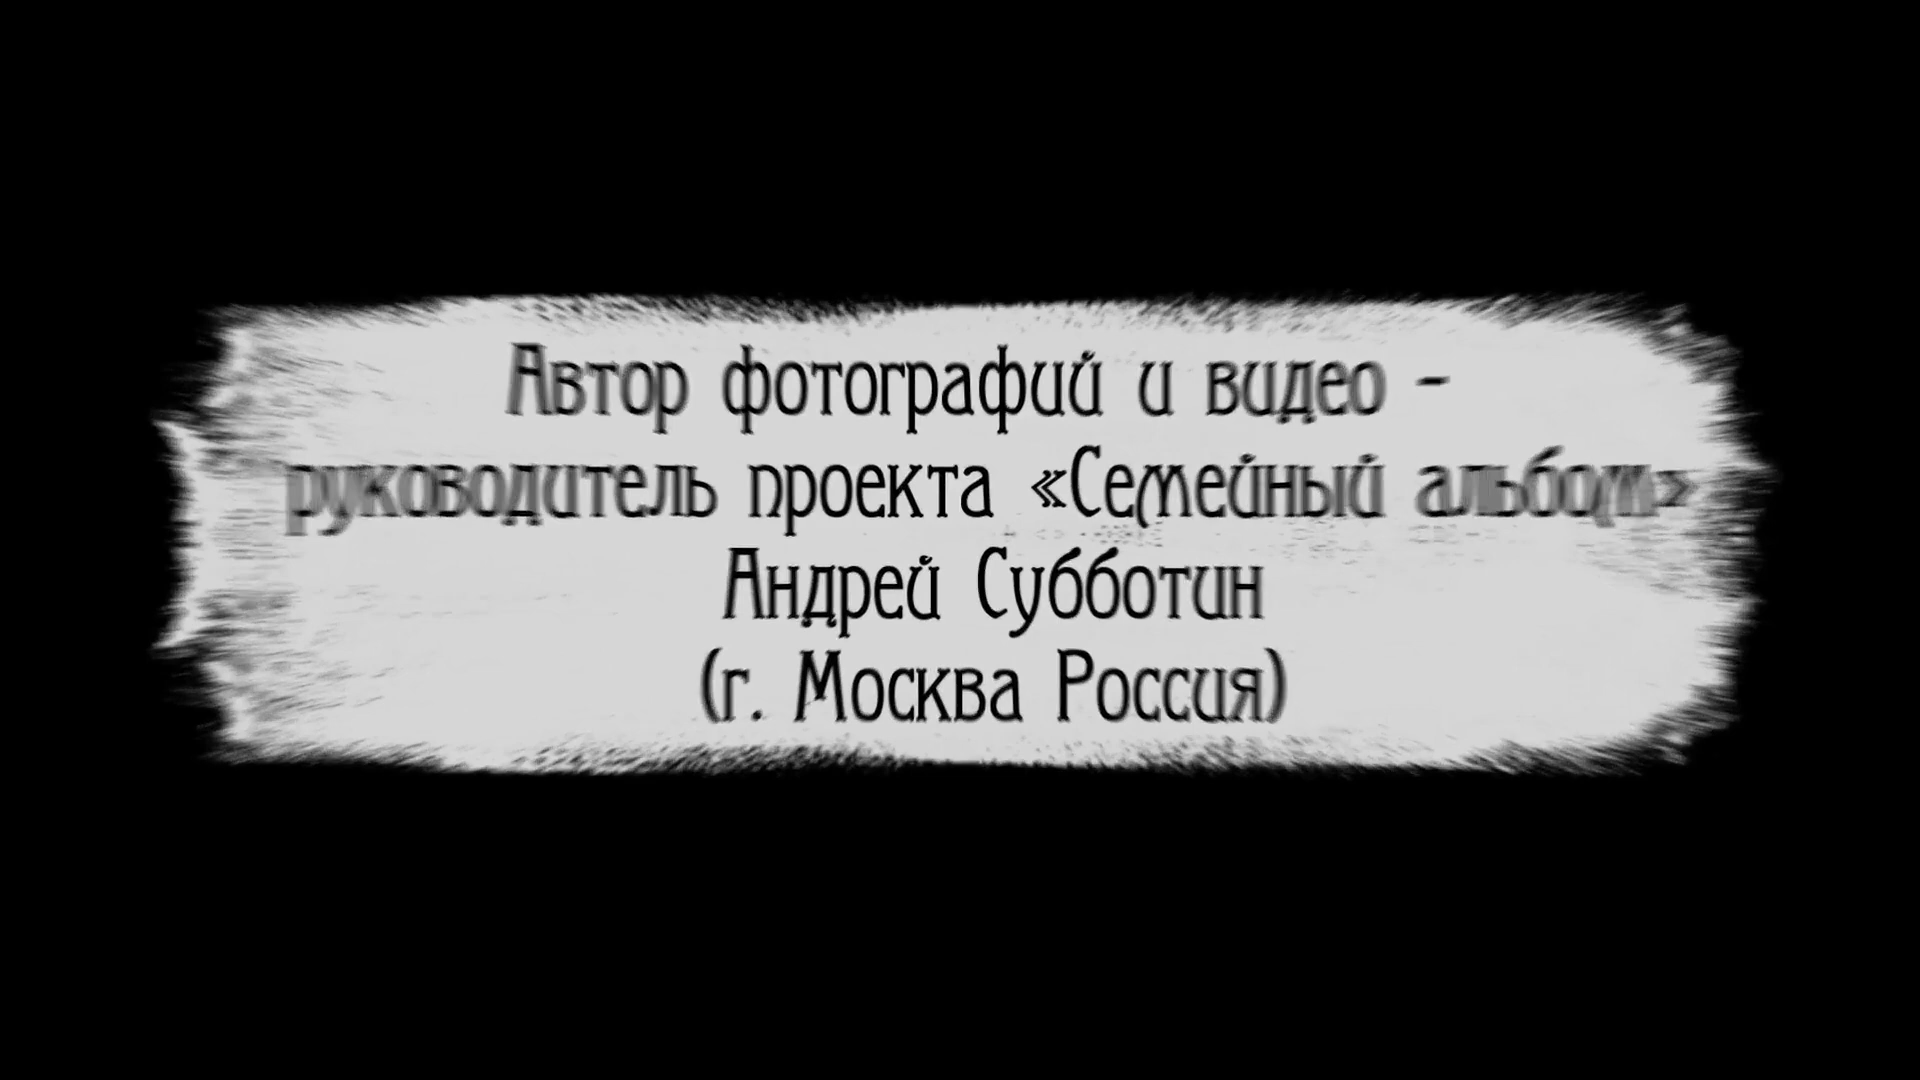 Автор фотографий и видео -
руководитель проекта «Семейный альбом»
Андрей Субботин
(г. Москва Россия)